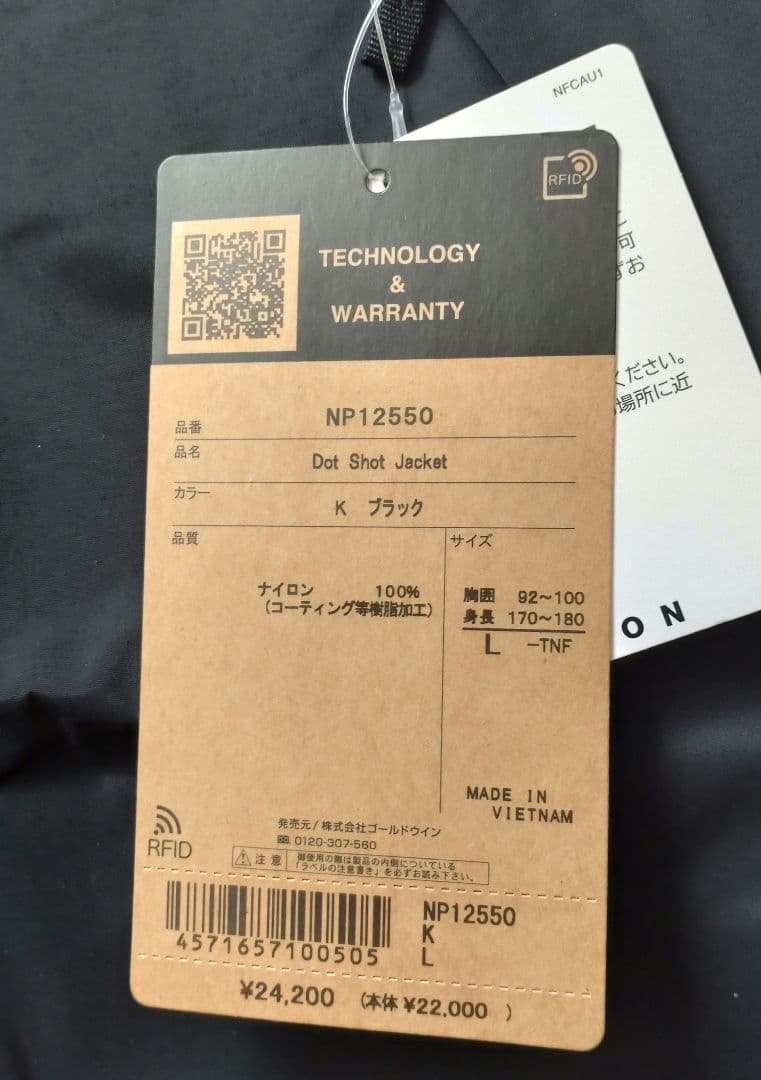 NFCAU1
RFID
TECHNOLOGY
&
WARRANTY
可
ずお
ください。
場所に近
品番 NP12550
品名 Dot Shot Jacket
カラー K ブラック
品質
ナイロン 100%
(コーティング等樹脂加工)
サイズ
胸囲 92〜100
身長 170〜180
L -TNF
ON
MADE IN
VIETNAM
RFID
発売元/株式会社ゴールドウイン
0120-307-560
注意 御使用の際は製品の内側についている
「ラベルの注意書き」を必ずお読み下さい。
4571657100505
NP12550
K
L
¥24,200 (本体 ¥22,000 )